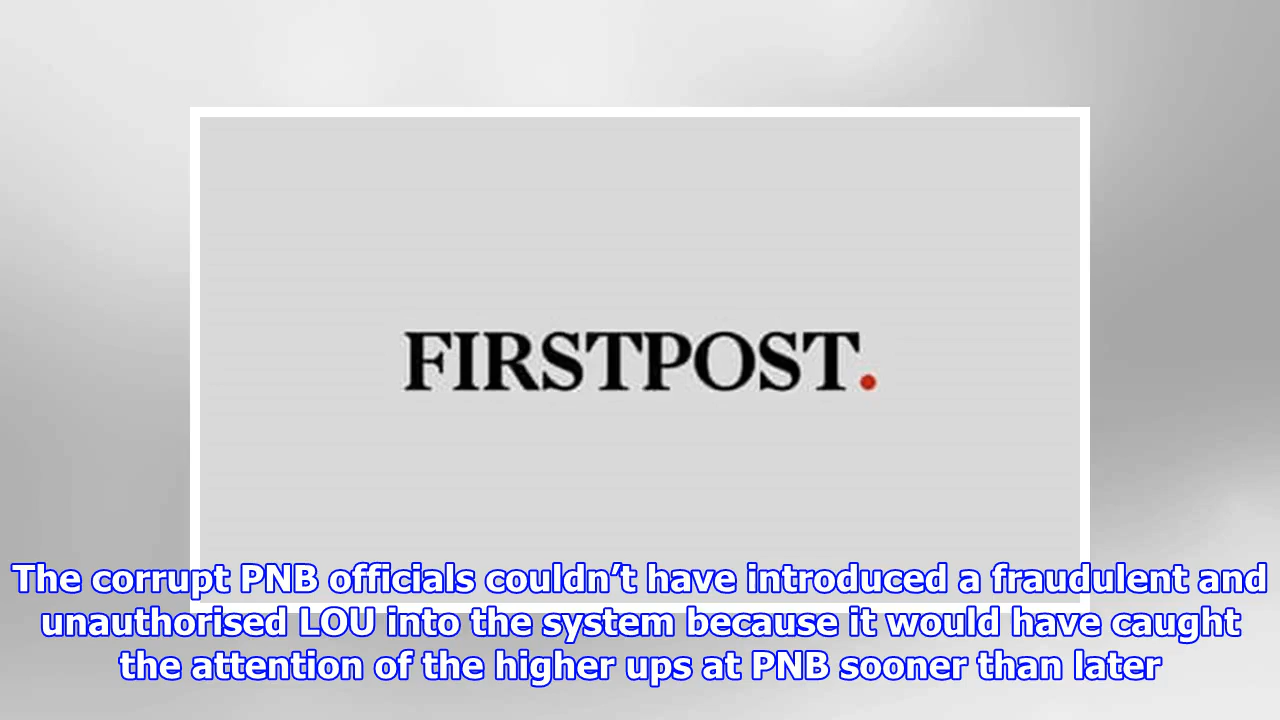 FIRSTPOST.
The corrupt PNB officials couldn’t have introduced a fraudulent and
unauthorised LOU into the system because it would have caught
the attention of the higher ups at PNB sooner than later